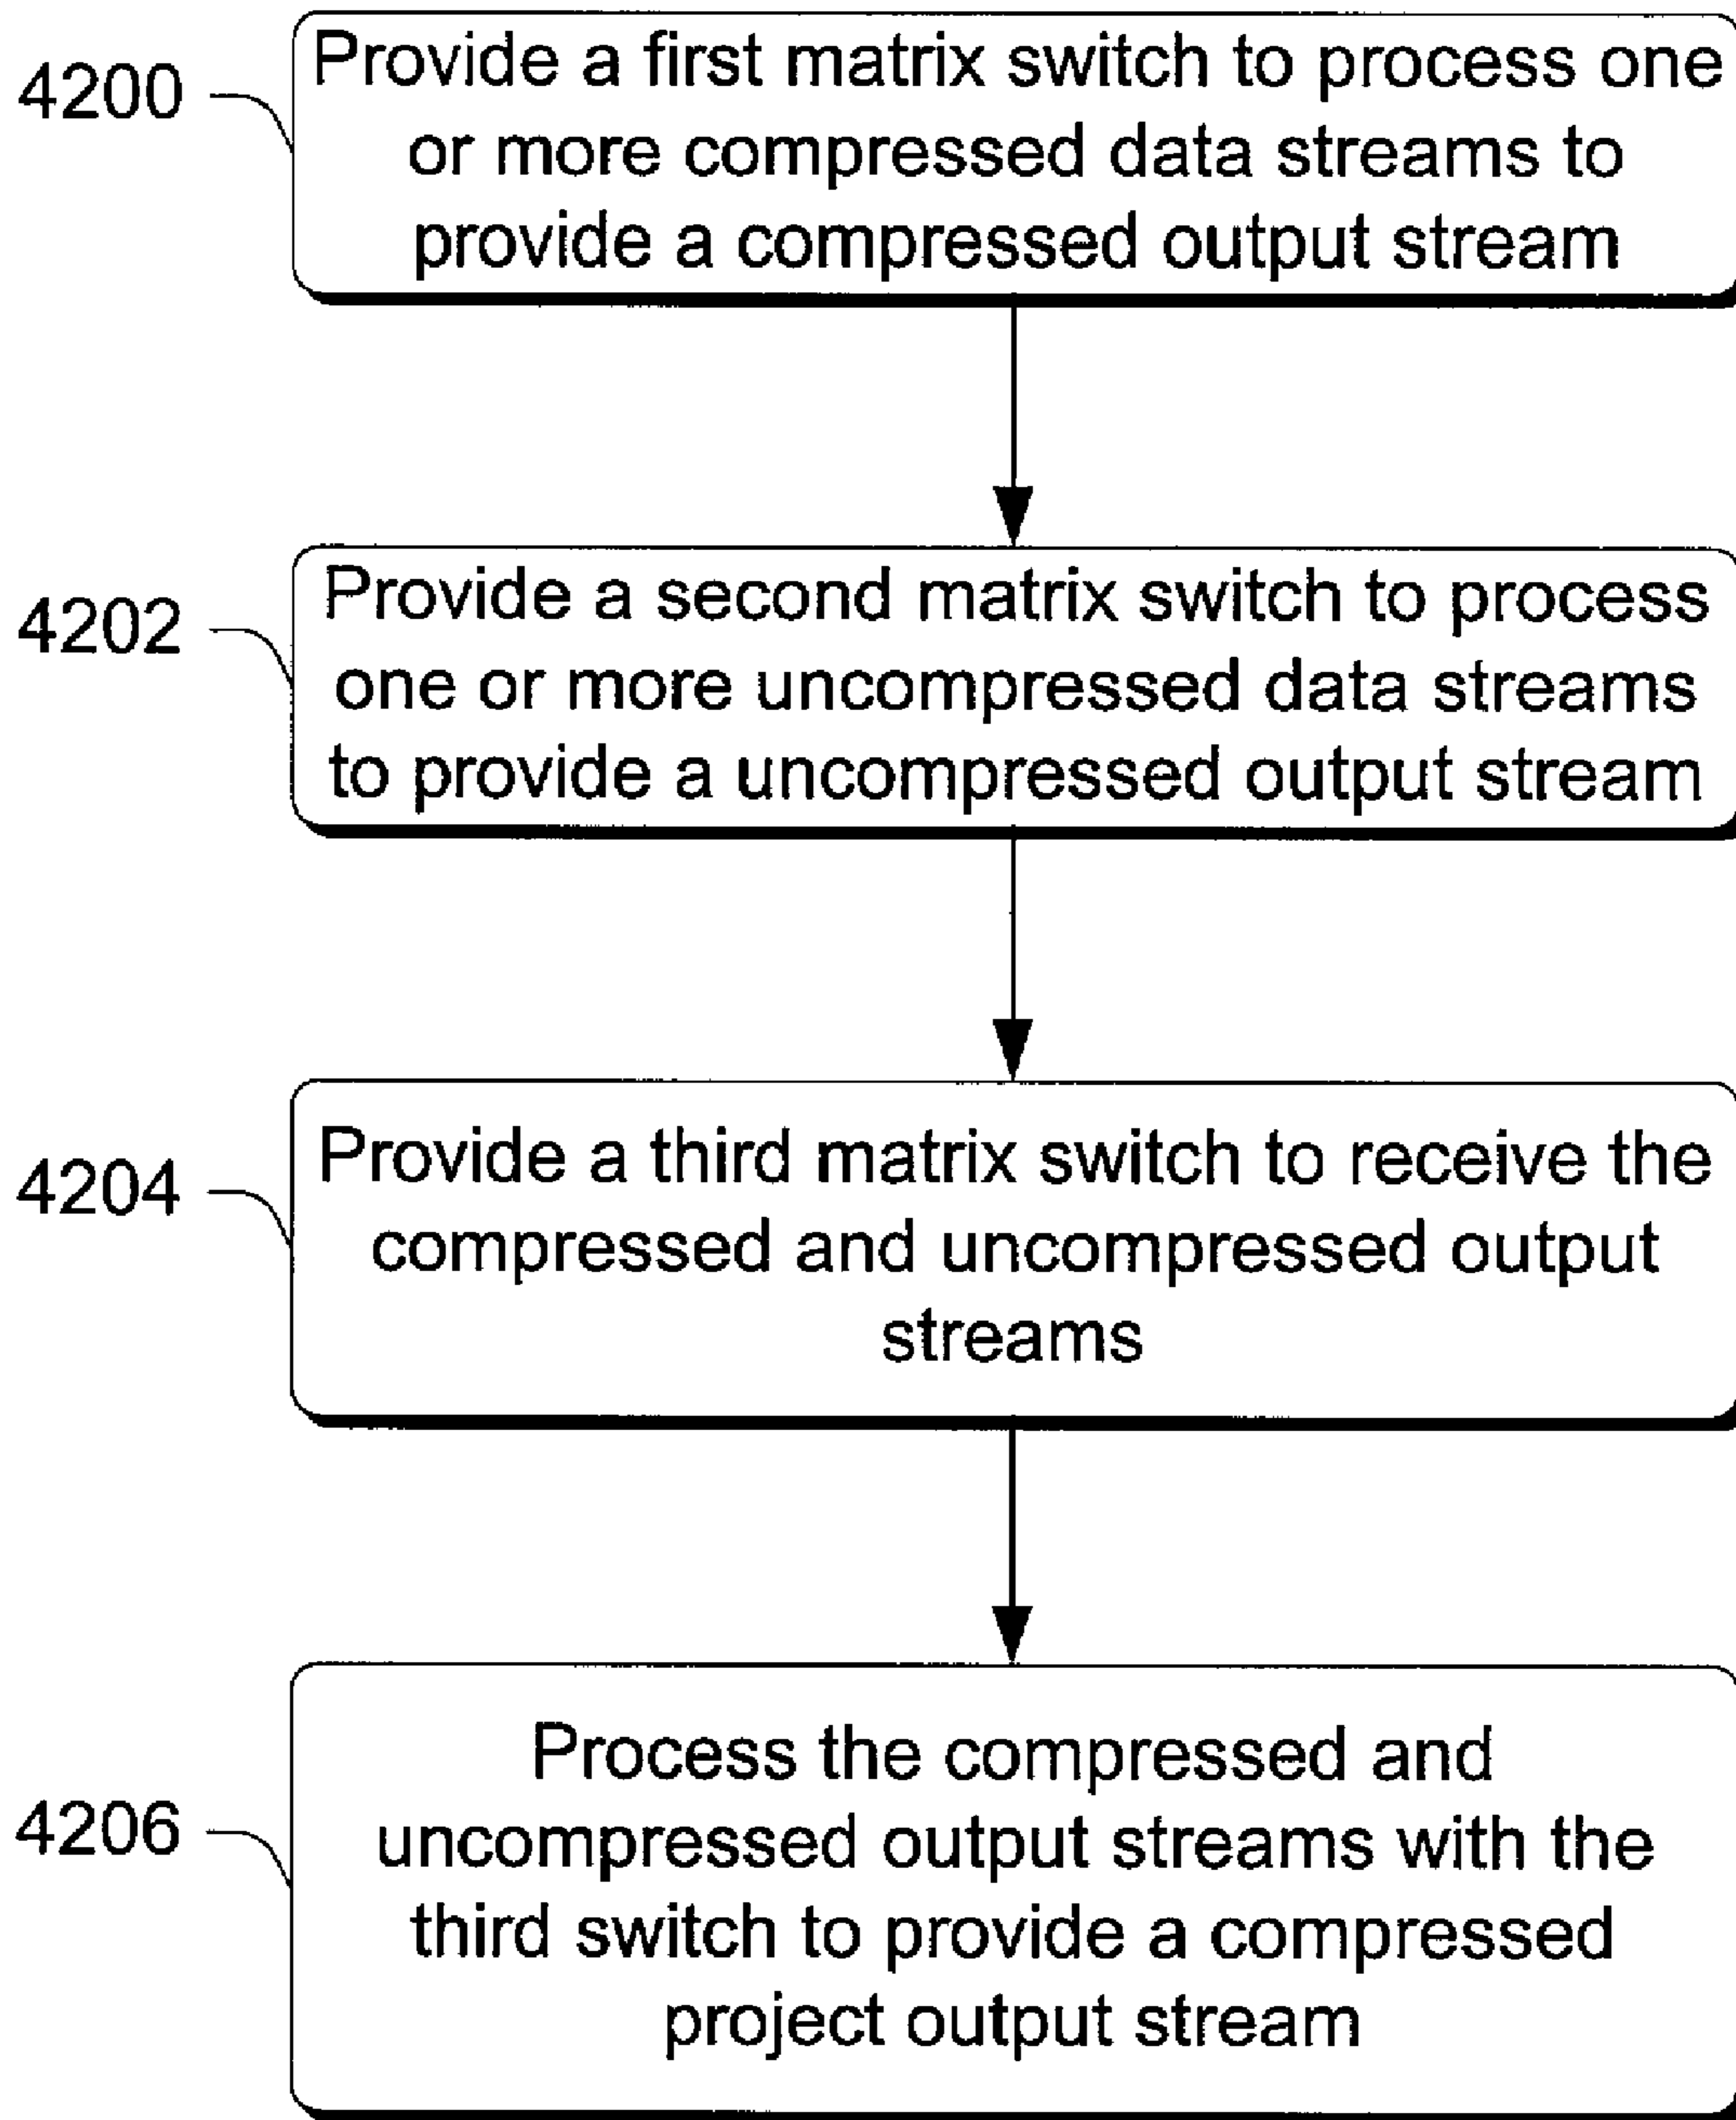 4200
Provide a first matrix switch to process one
or more compressed data streams to
provide a compressed output stream
4202
Provide a second matrix switch to process
one or more uncompressed data streams
to provide a uncompressed output stream
4204
Provide a third matrix switch to receive the
compressed and uncompressed output
streams
4206
Process the compressed and
uncompressed output streams with the
third switch to provide a compressed
project output stream